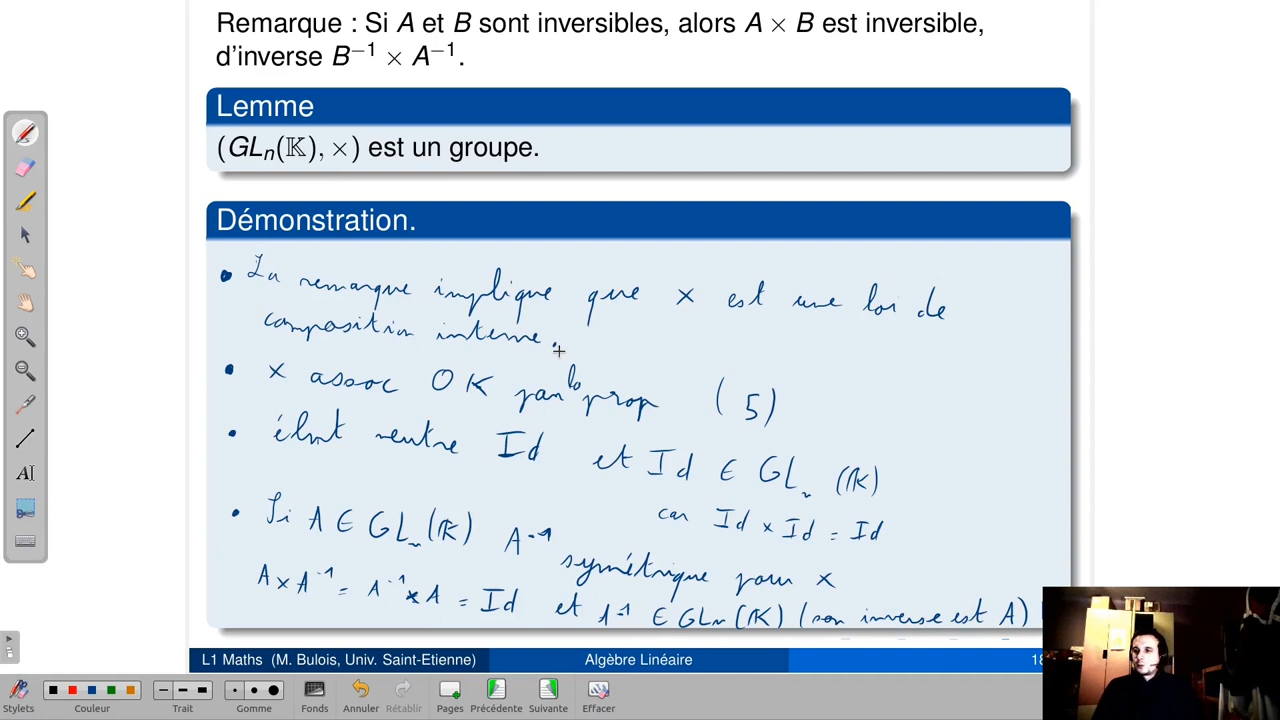 Remarque : Si A et B sont inversibles, alors A × B est inversible,
d'inverse B⁻¹ × A⁻¹.
Lemme
(GLₙ(𝕂), ×) est un groupe.
Démonstration.
• La remarque implique que × est une loi de
composition interne.
• × assoc OK par la prop (5)
• élmt neutre Id et Id ∈ GLₙ(𝕂)
car Id × Id = Id
• Si A ∈ GLₙ(𝕂) A⁻¹
symétrique pour ×
A × A⁻¹ = A⁻¹ × A = Id et A⁻¹ ∈ GLₙ(𝕂) (son inverse est A)
L1 Maths (M. Bulois, Univ. Saint-Etienne) Algèbre Linéaire 18
A
Stylets Couleur Trait Gomme Fonds Annuler Rétablir Pages Précédente Suivante Effacer